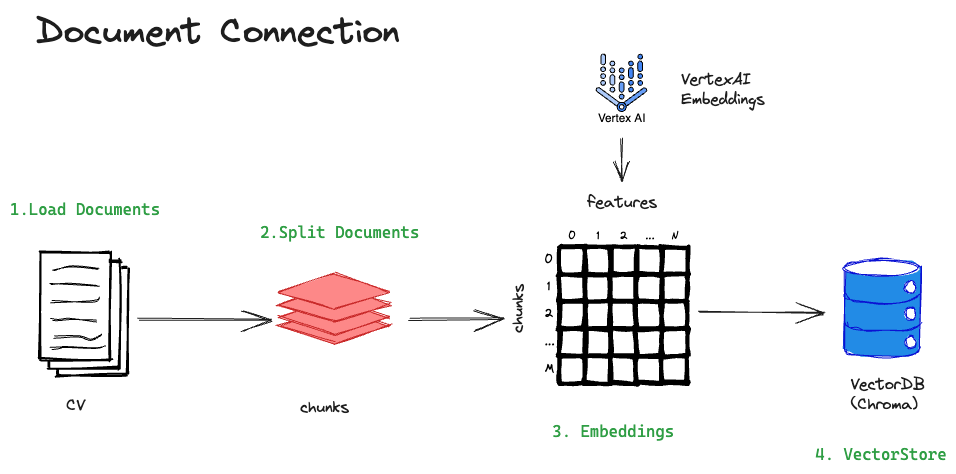 Document Connection
VertexAI
Embeddings
Vertex AI
features
1.Load Documents
2.Split Documents
0 1 2 ... N
0
1
2
...
M
chunks
CV
chunks
VectorDB
(Chroma)
3. Embeddings
4. VectorStore